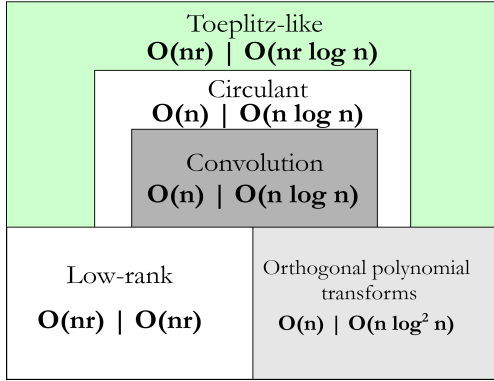 Toeplitz-like
O(nr) | O(nr log n)
Circulant
O(n) | O(n log n)
Convolution
O(n) | O(n log n)
Low-rank
O(nr) | O(nr)
Orthogonal polynomial
transforms
O(n) | O(n log² n)